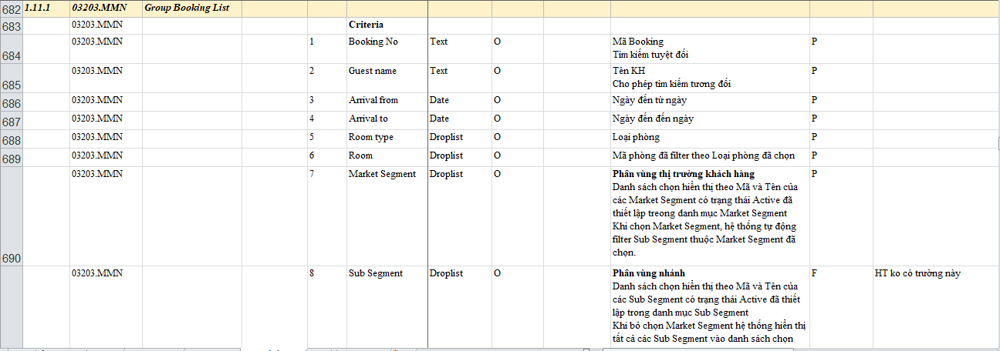 682 1.11.1 03203.MMN Group Booking List
683 03203.MMN Criteria
684 03203.MMN 1 Booking No Text O Mã Booking P
Tìm kiếm tuyệt đối
685 03203.MMN 2 Guest name Text O Tên KH P
Cho phép tìm kiếm tương đối
686 03203.MMN 3 Arrival from Date O Ngày đến từ ngày P
687 03203.MMN 4 Arrival to Date O Ngày đến đến ngày P
688 03203.MMN 5 Room type Droplist O Loại phòng P
689 03203.MMN 6 Room Droplist O Mã phòng đã filter theo Loại phòng đã chọn P
690 03203.MMN 7 Market Segment Droplist O Phân vùng thị trường khách hàng P
Danh sách chọn hiển thị theo Mã và Tên của
các Market Segment có trạng thái Active đã
thiết lập treong danh mục Market Segment
Khi chọn Market Segment, hệ thống tự động
filter Sub Segment thuộc Market Segment đã
chọn.
03203.MMN 8 Sub Segment Droplist O Phân vùng nhánh F HT ko có trường này
Danh sách chọn hiển thị theo Mã và Tên của
các Sub Segment có trạng thái Active đã thiết
lập trong danh mục Sub Segment
Khi bỏ chọn Market Segment hệ thống hiển thị
tất cả các Sub Segment vào danh sách chọn